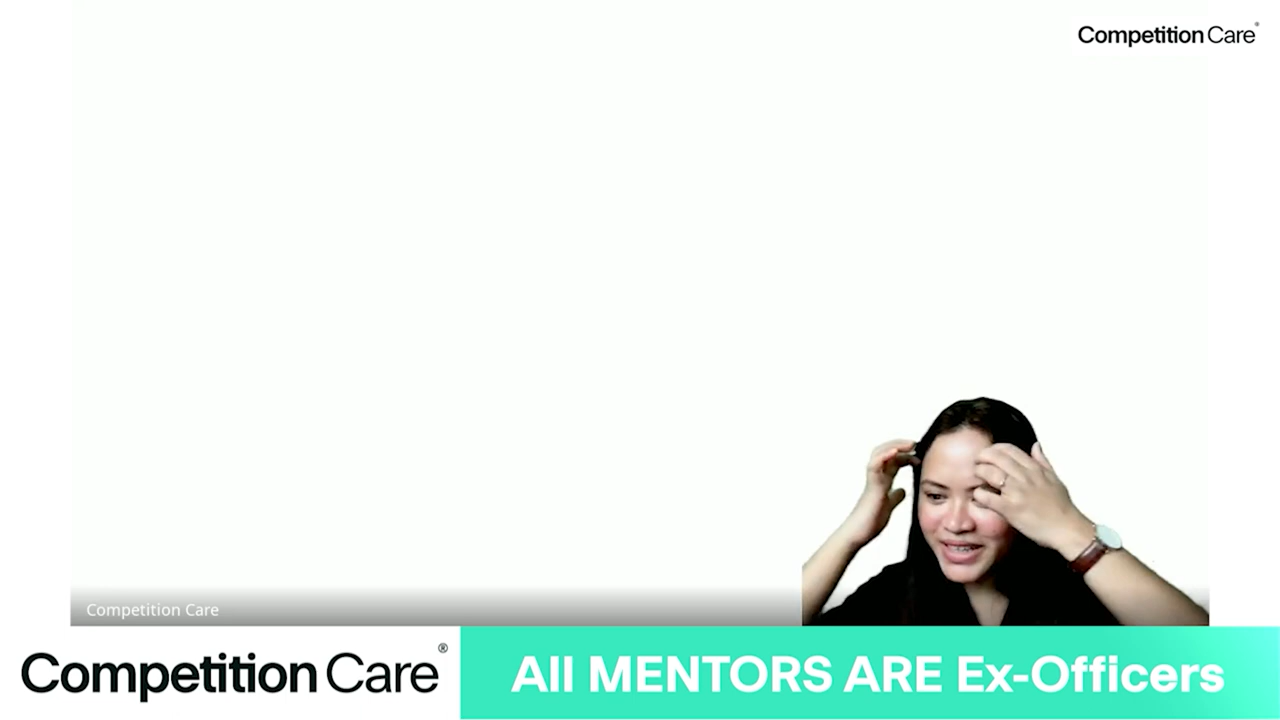 Competition Care®
Competition Care
Competition Care®
All MENTORS ARE Ex-Officers